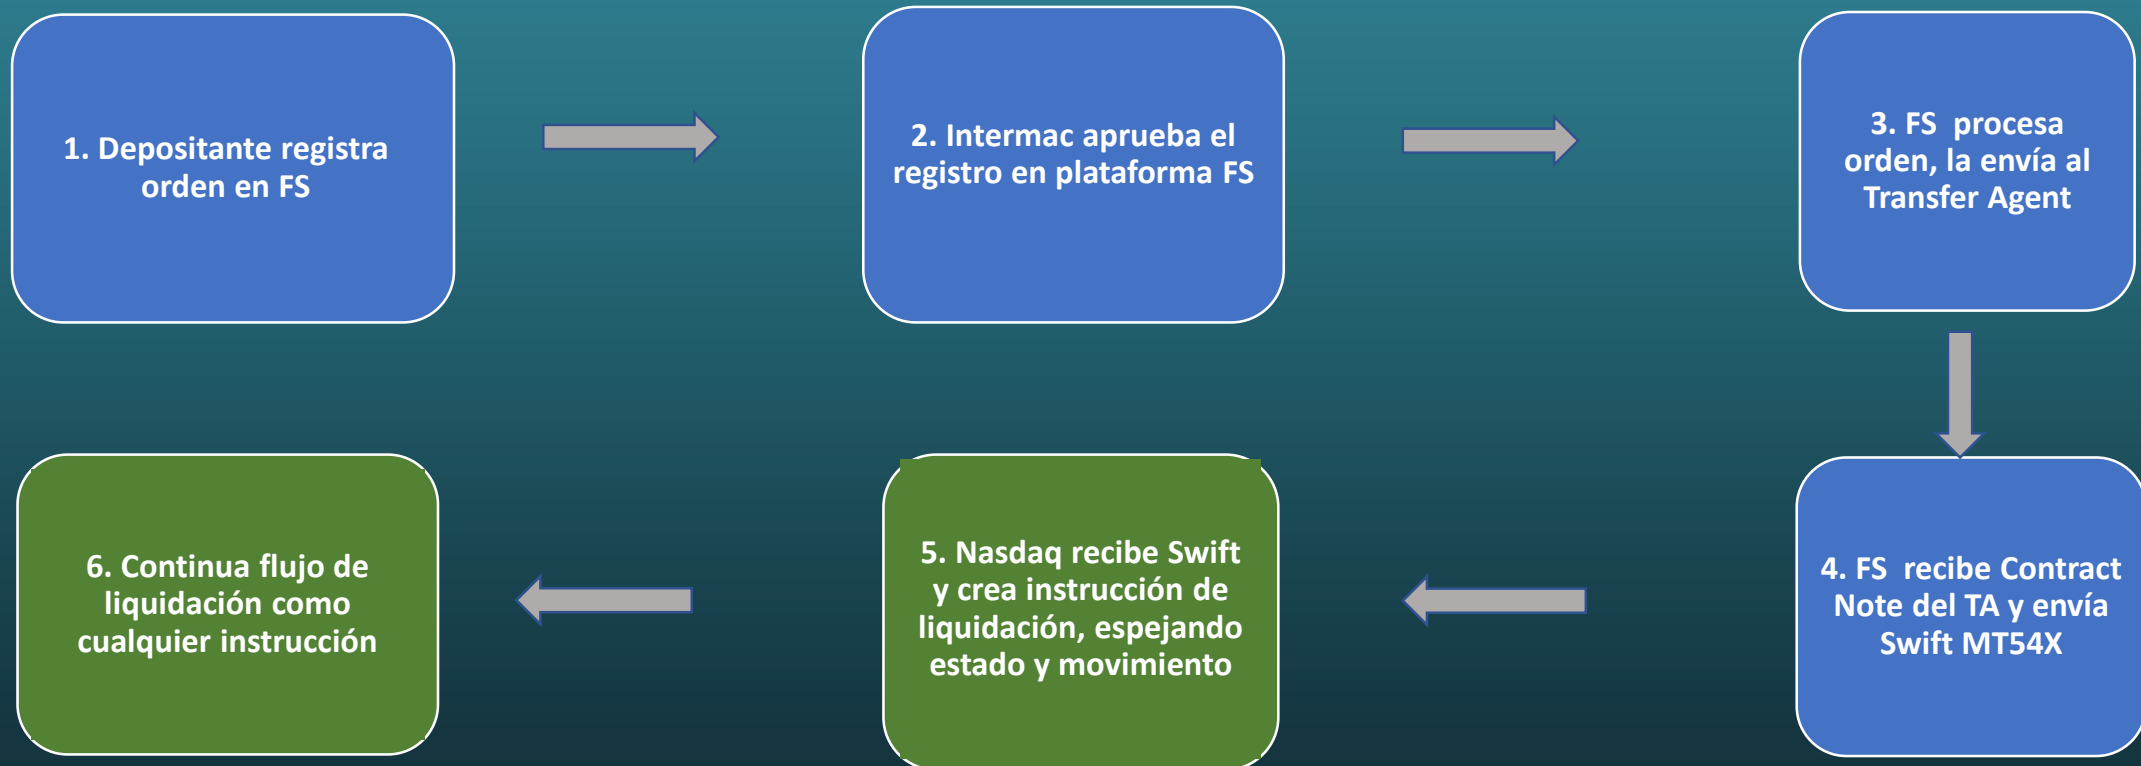 1. Depositante registra
orden en FS
2. Intermac aprueba el
registro en plataforma FS
3. FS  procesa
orden, la envía al
Transfer Agent
4. FS  recibe Contract
Note del TA y envía
Swift MT54X
5. Nasdaq recibe Swift
y crea instrucción de
liquidación, espejando
estado y movimiento
6. Continua flujo de
liquidación como
cualquier instrucción